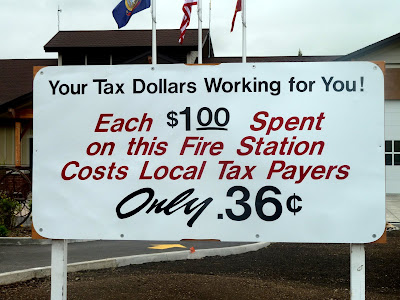 Your Tax Dollars Working for You!
Each $1.00 Spent
on this Fire Station
Costs Local Tax Payers
Only .36¢